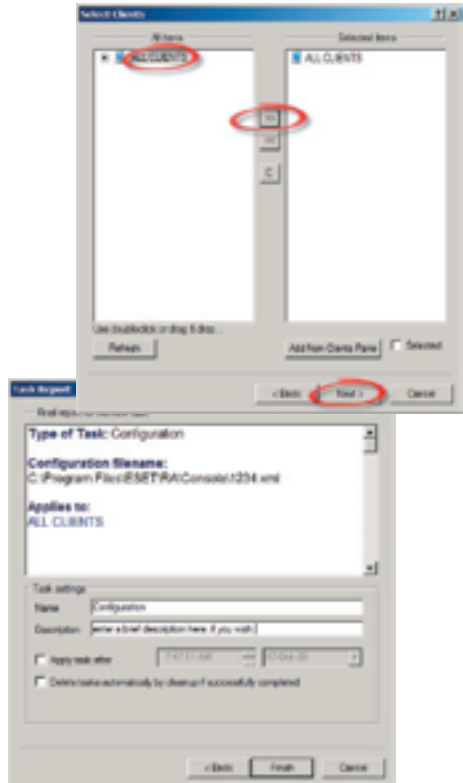 Select Clients
All Items
Selected Items
ALL CLIENTS
ALL CLIENTS
>>
<<
C
Use doubleclick or drag & drop...
Refresh
Add From Clients Pane
Selected
< Back
Next >
Cancel
Task Report
Type of Task: Configuration
Configuration filename:
C:\Program Files\ESET\RA\Console\1234.xml
Applies to:
ALL CLIENTS
Task settings
Name
Configuration
Description
enter a brief description here, if you wish.
Apply task after
Delete tasks automatically by cleanup if successfully completed
< Back
Finish
Cancel